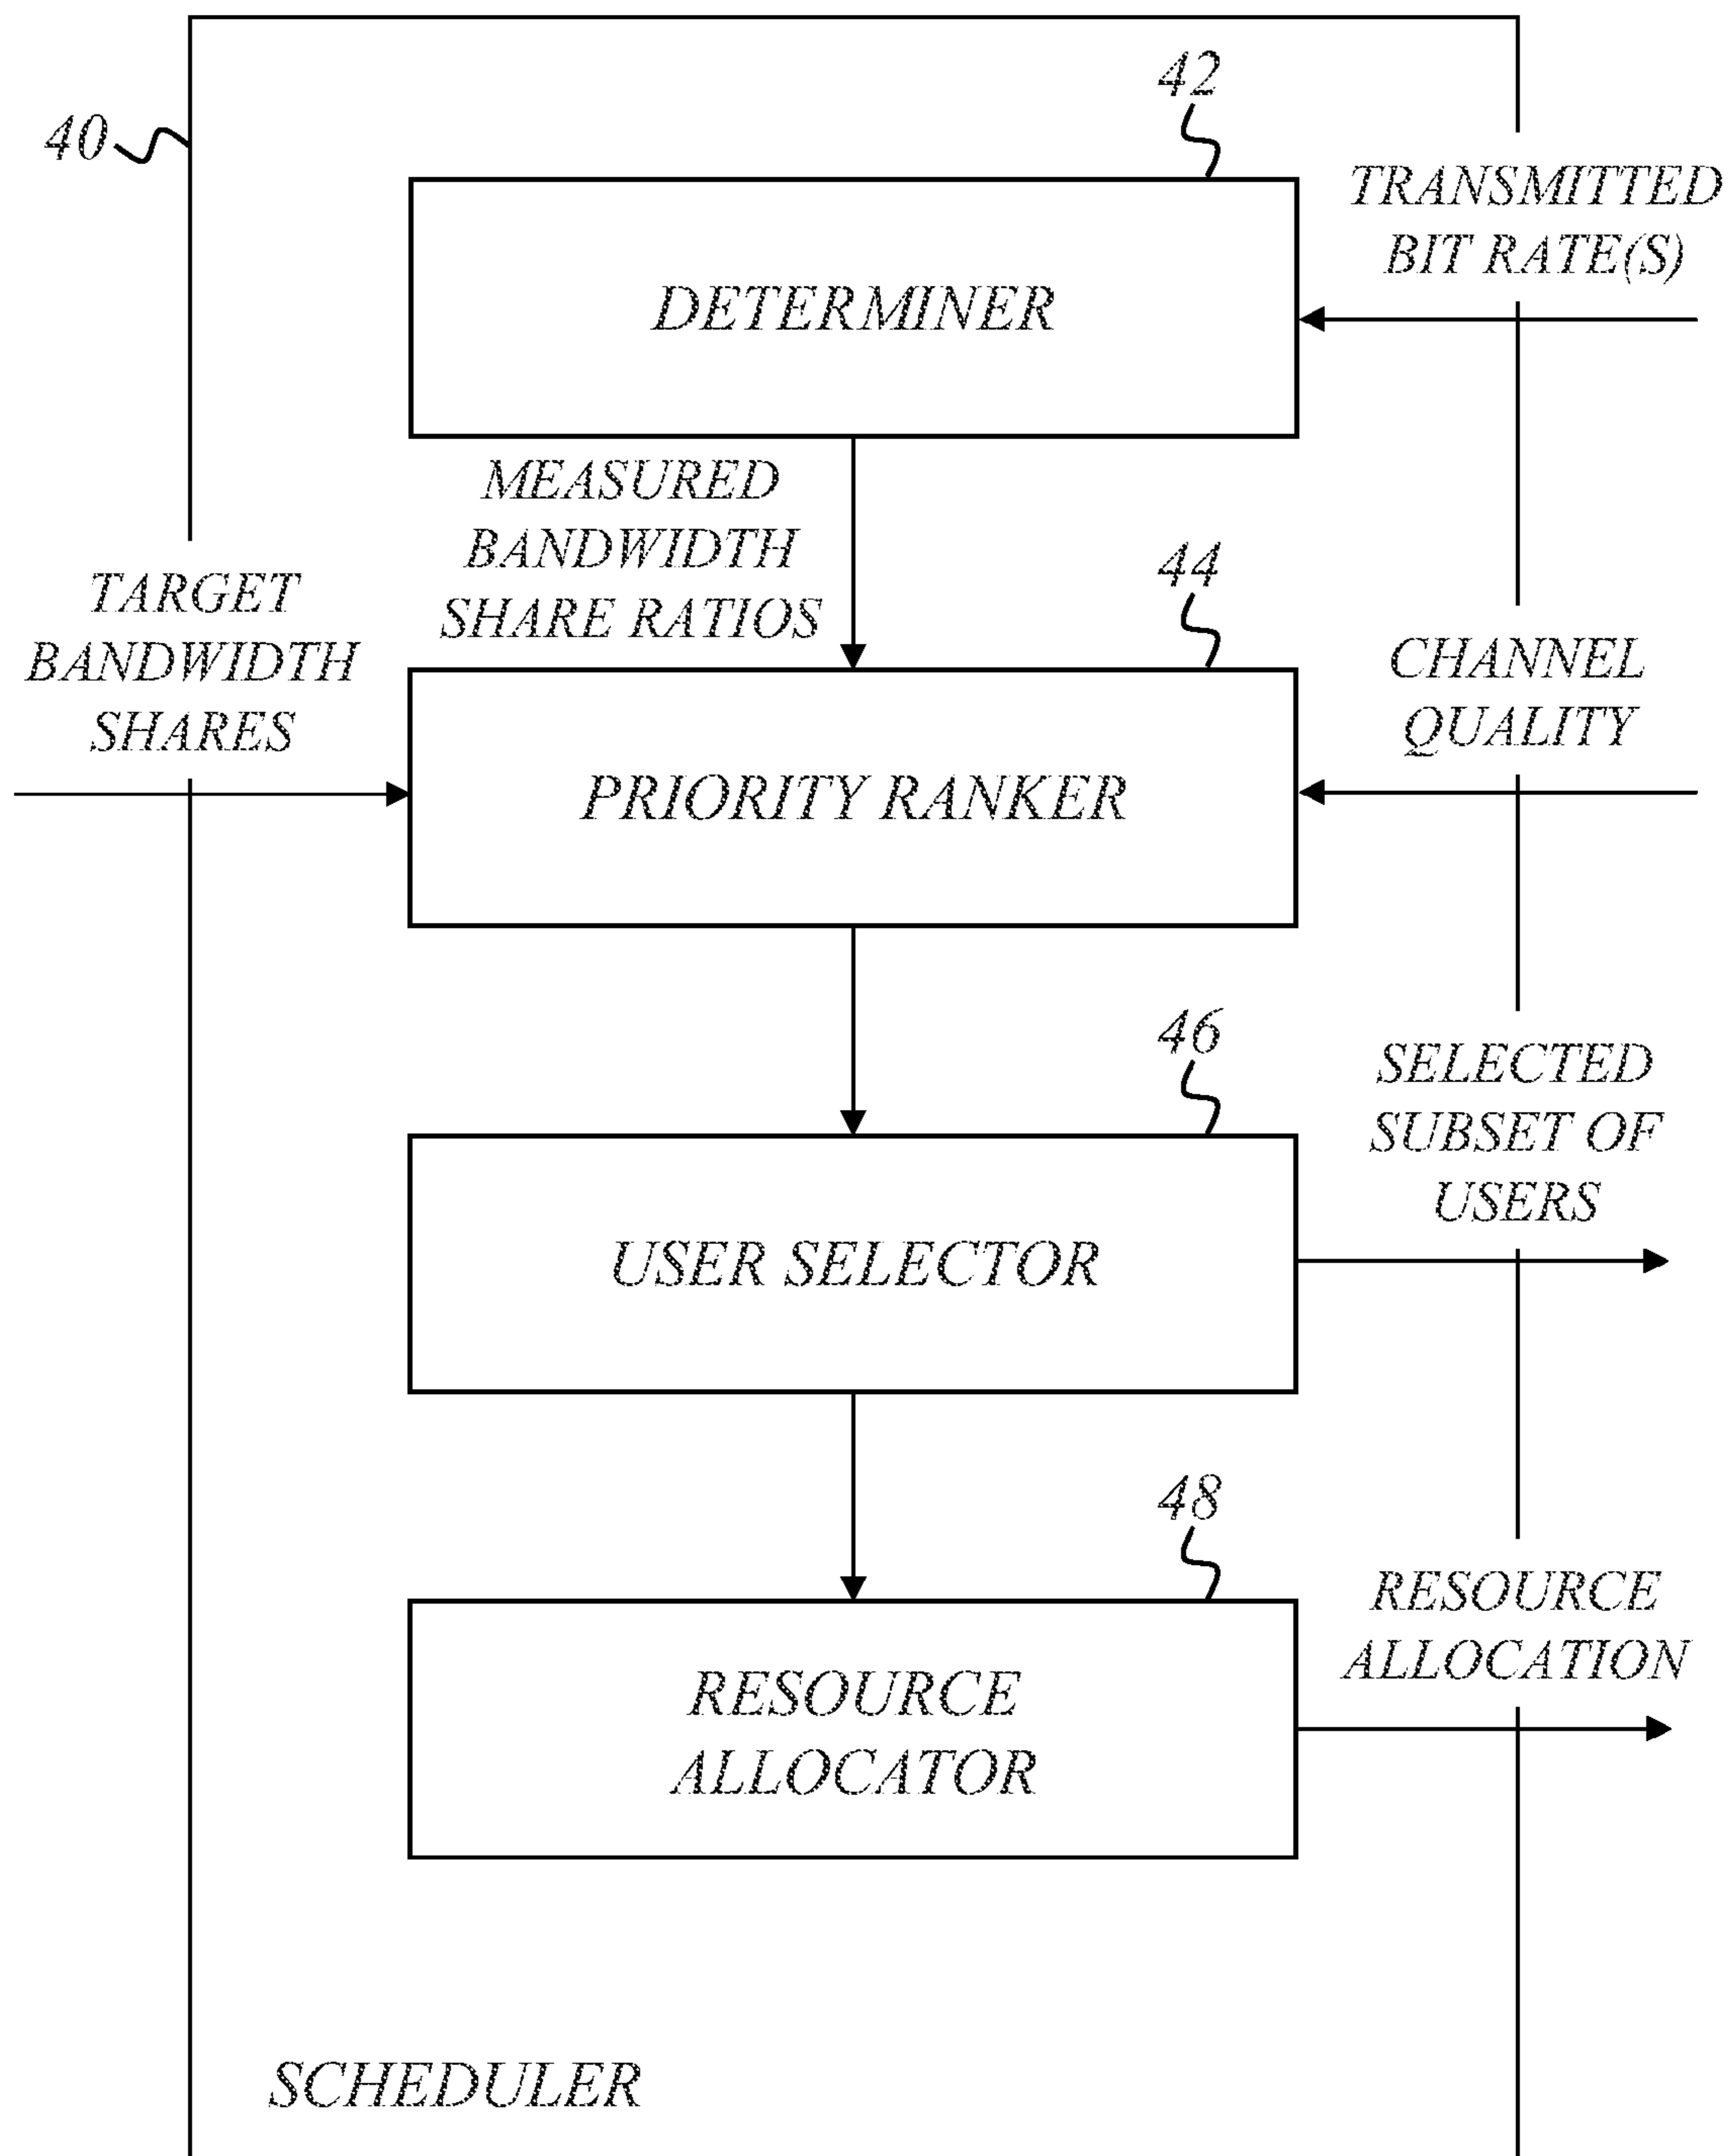 42
40
TRANSMITTED
BIT RATE(S)
DETERMINER
MEASURED
BANDWIDTH
SHARE RATIOS
44
TARGET
BANDWIDTH
SHARES
CHANNEL
QUALITY
PRIORITY RANKER
46
SELECTED
SUBSET OF
USERS
USER SELECTOR
48
RESOURCE
ALLOCATION
RESOURCE
ALLOCATOR
SCHEDULER